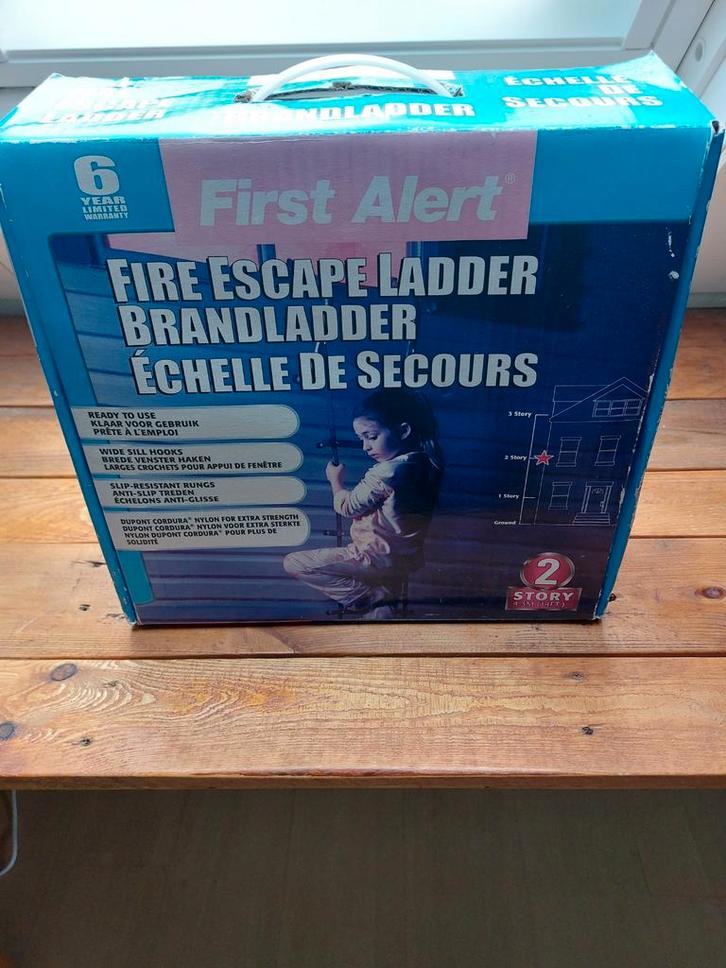 ESCAPE
LADDER
BRANDLADDER
ÉCHELLE
DE
SECOURS
6
YEAR
LIMITED
WARRANTY
First Alert®
FIRE ESCAPE LADDER
BRANDLADDER
ÉCHELLE DE SECOURS
READY TO USE
KLAAR VOOR GEBRUIK
PRÊTE À L'EMPLOI
WIDE SILL HOOKS
BREDE VENSTER HAKEN
LARGES CROCHETS POUR APPUI DE FENÊTRE
SLIP-RESISTANT RUNGS
ANTI-SLIP TREDEN
ÉCHELONS ANTI-GLISSE
DUPONT CORDURA® NYLON FOR EXTRA STRENGTH
DUPONT CORDURA® NYLON VOOR EXTRA STERKTE
NYLON DUPONT CORDURA® POUR PLUS DE
SOLIDITÉ
3 Story
2 Story
1 Story
Ground
2
STORY